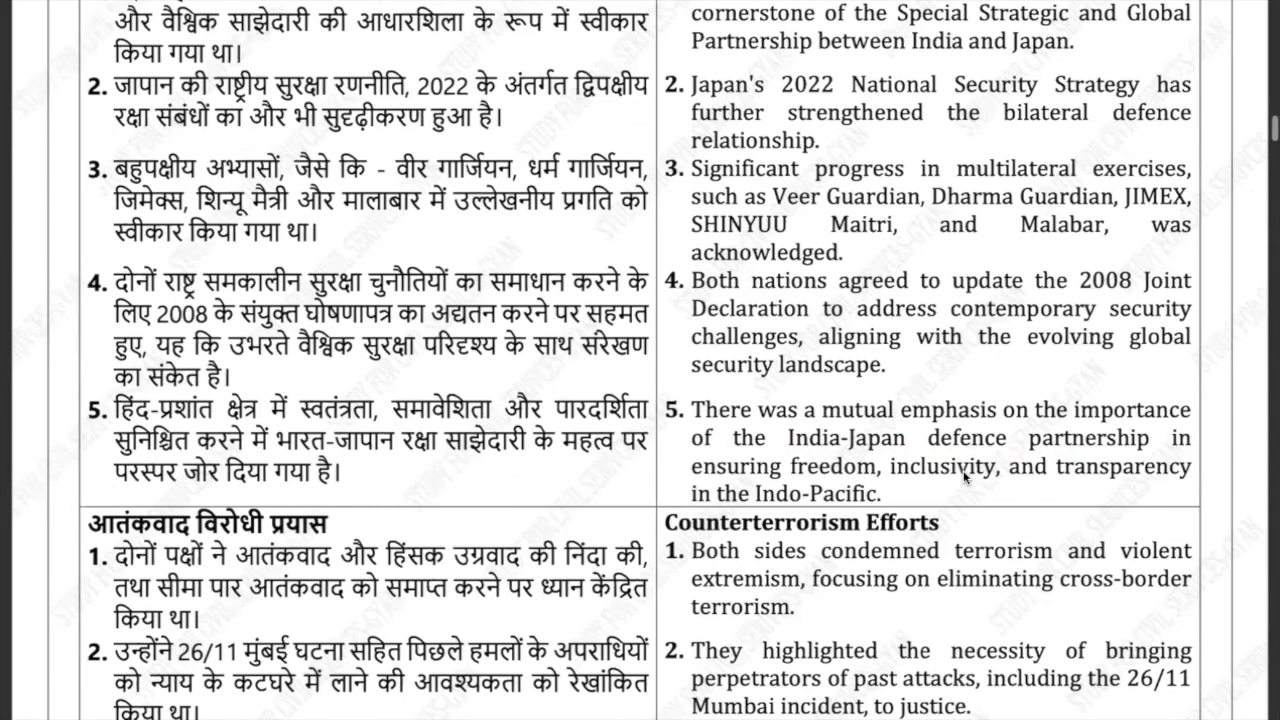 और वैश्विक साझेदारी की आधारशिला के रूप में स्वीकार
किया गया था।
2. जापान की राष्ट्रीय सुरक्षा रणनीति, 2022 के अंतर्गत द्विपक्षीय
रक्षा संबंधों का और भी सुदृढ़ीकरण हुआ है।
3. बहुपक्षीय अभ्यासों, जैसे कि - वीर गार्जियन, धर्म गार्जियन,
जिमेक्स, शिन्यू मैत्री और मालाबार में उल्लेखनीय प्रगति को
स्वीकार किया गया था।
4. दोनों राष्ट्र समकालीन सुरक्षा चुनौतियों का समाधान करने के
लिए 2008 के संयुक्त घोषणापत्र का अद्यतन करने पर सहमत
हुए, यह कि उभरते वैश्विक सुरक्षा परिदृश्य के साथ संरेखण
का संकेत है।
5. हिंद-प्रशांत क्षेत्र में स्वतंत्रता, समावेशिता और पारदर्शिता
सुनिश्चित करने में भारत-जापान रक्षा साझेदारी के महत्व पर
परस्पर जोर दिया गया है।
आतंकवाद विरोधी प्रयास
1. दोनों पक्षों ने आतंकवाद और हिंसक उग्रवाद की निंदा की,
तथा सीमा पार आतंकवाद को समाप्त करने पर ध्यान केंद्रित
किया था।
2. उन्होंने 26/11 मुंबई घटना सहित पिछले हमलों के अपराधियों
को न्याय के कटघरे में लाने की आवश्यकता को रेखांकित
किया था।
cornerstone of the Special Strategic and Global
Partnership between India and Japan.
2. Japan's 2022 National Security Strategy has
further strengthened the bilateral defence
relationship.
3. Significant progress in multilateral exercises,
such as Veer Guardian, Dharma Guardian, JIMEX,
SHINYUU Maitri, and Malabar, was
acknowledged.
4. Both nations agreed to update the 2008 Joint
Declaration to address contemporary security
challenges, aligning with the evolving global
security landscape.
5. There was a mutual emphasis on the importance
of the India-Japan defence partnership in
ensuring freedom, inclusivity, and transparency
in the Indo-Pacific.
Counterterrorism Efforts
1. Both sides condemned terrorism and violent
extremism, focusing on eliminating cross-border
terrorism.
2. They highlighted the necessity of bringing
perpetrators of past attacks, including the 26/11
Mumbai incident, to justice.